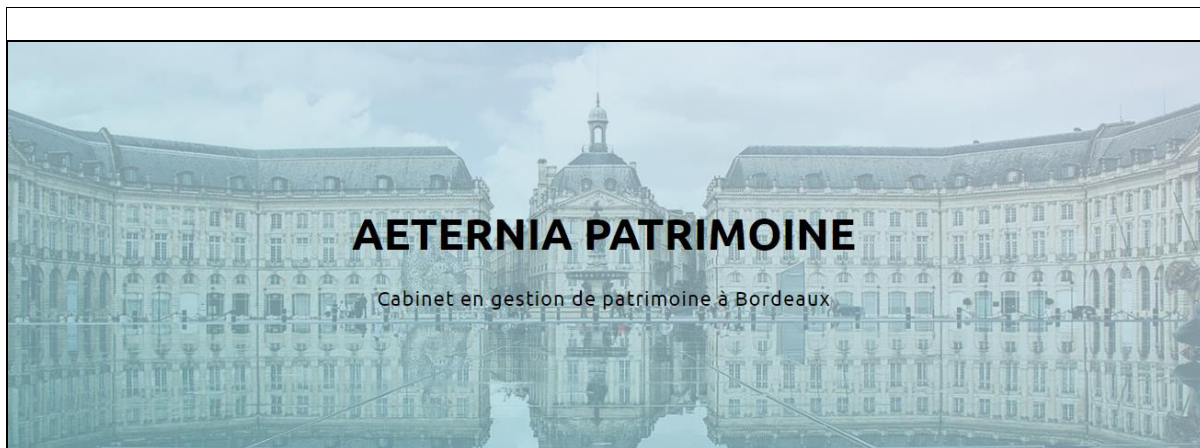 AETERNIA PATRIMOINE
Cabinet en gestion de patrimoine à Bordeaux